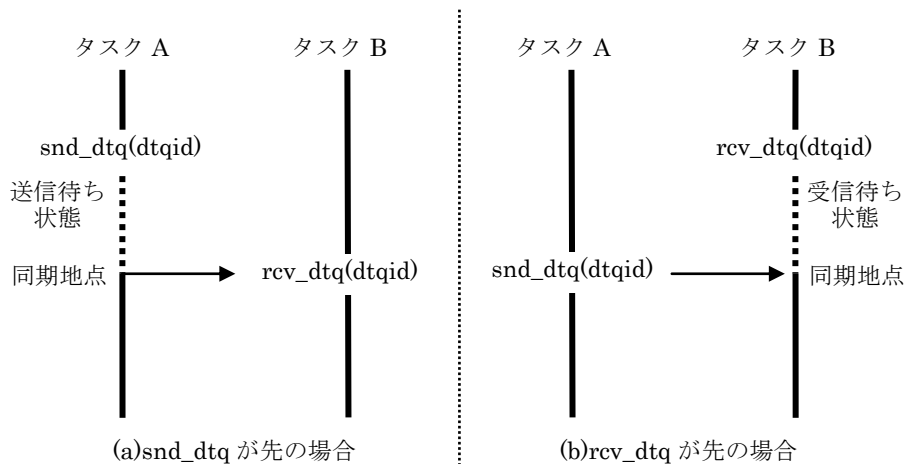 タスク A
タスク B
snd_dtq(dtqid)
送信待ち
状態
同期地点
rcv_dtq(dtqid)
(a)snd_dtq が先の場合
タスク A
タスク B
rcv_dtq(dtqid)
受信待ち
状態
snd_dtq(dtqid)
同期地点
(b)rcv_dtq が先の場合